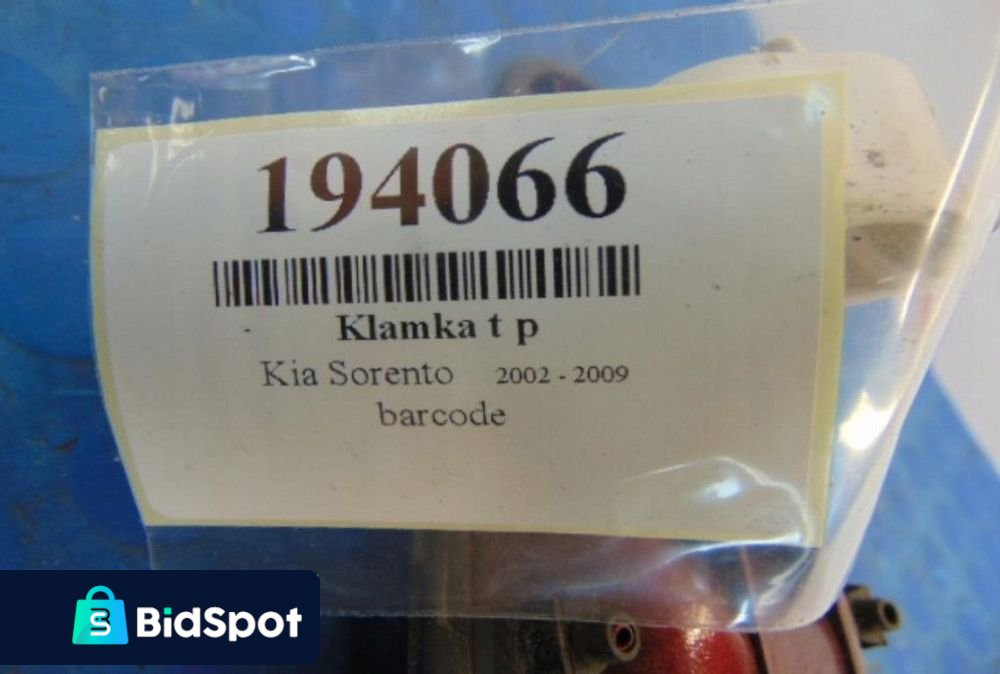 194066
Klamka t p
Kia Sorento 2002 - 2009
barcode
BidSpot